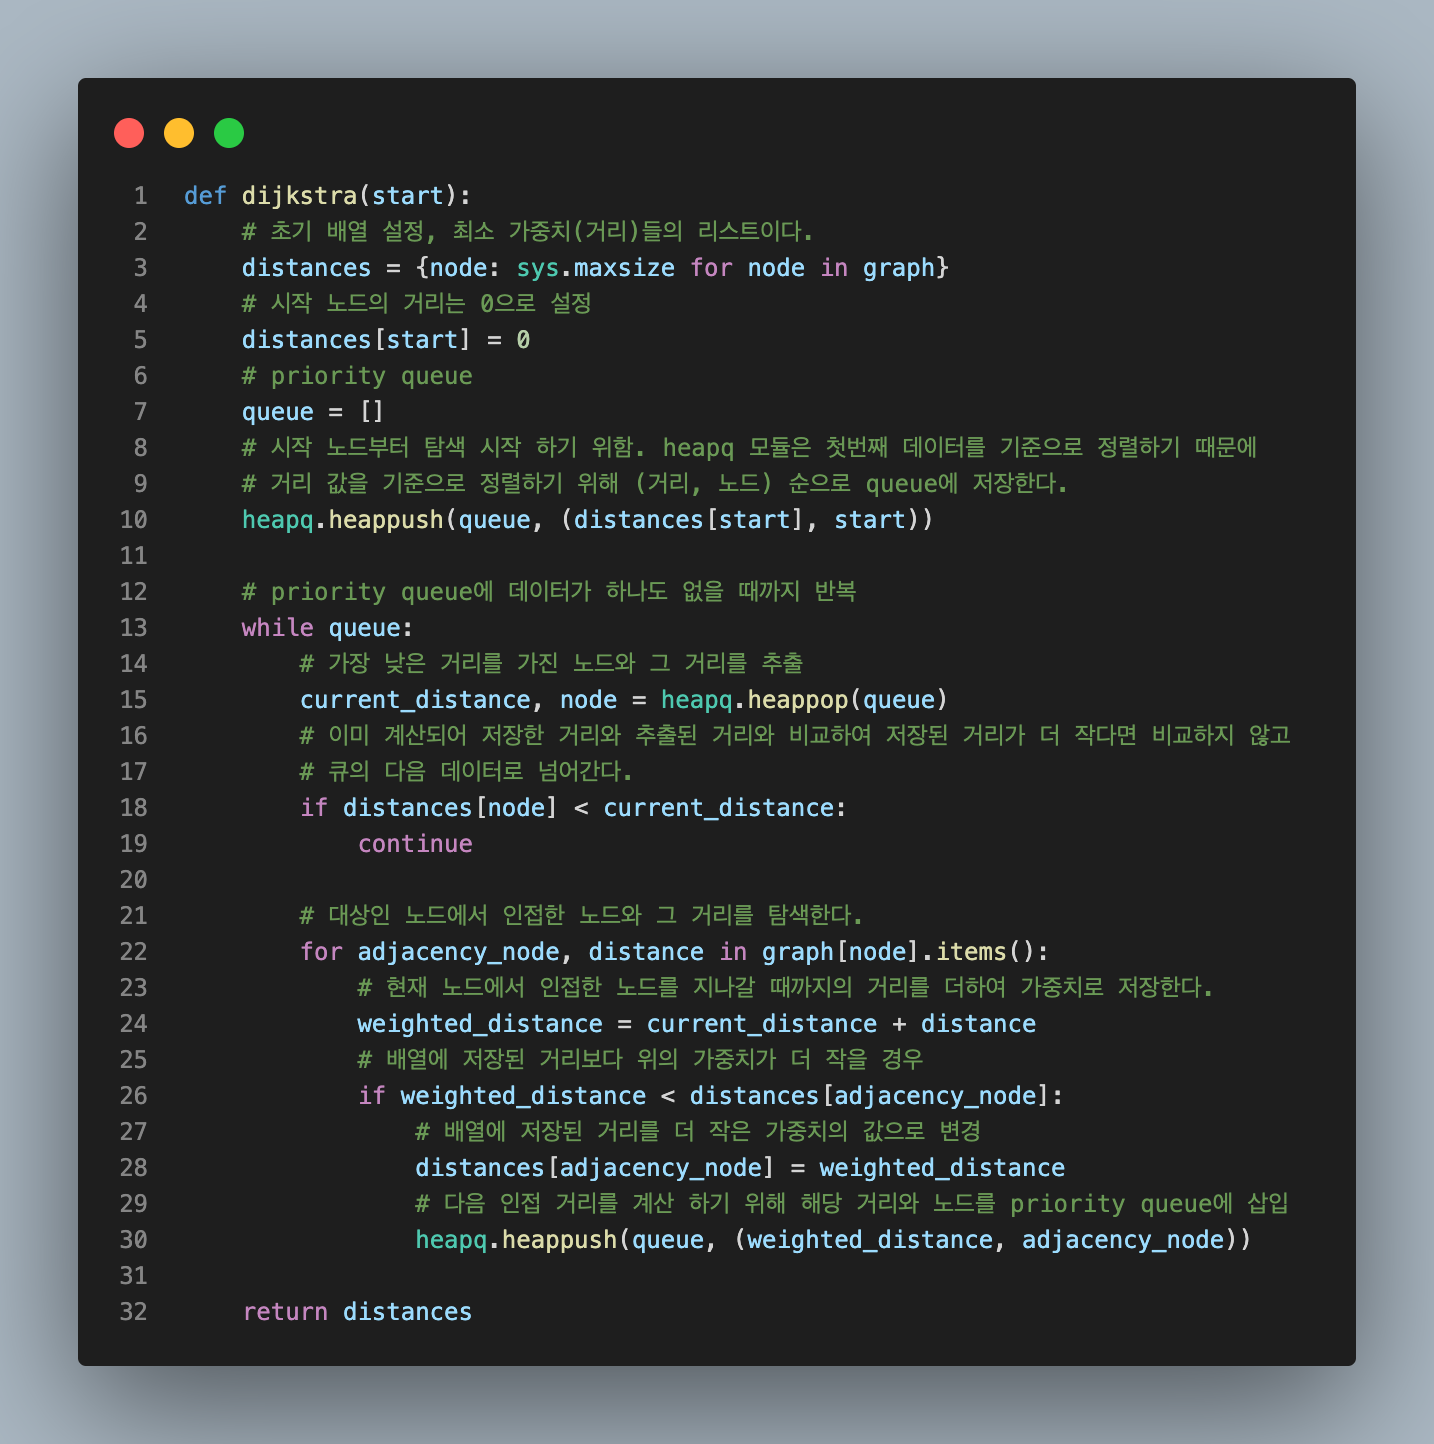 1 def dijkstra(start):
2     # 초기 배열 설정, 최소 가중치(거리)들의 리스트이다.
3     distances = {node: sys.maxsize for node in graph}
4     # 시작 노드의 거리는 0으로 설정
5     distances[start] = 0
6     # priority queue
7     queue = []
8     # 시작 노드부터 탐색 시작 하기 위함. heapq 모듈은 첫번째 데이터를 기준으로 정렬하기 때문에
9     # 거리 값을 기준으로 정렬하기 위해 (거리, 노드) 순으로 queue에 저장한다.
10     heapq.heappush(queue, (distances[start], start))
11
12     # priority queue에 데이터가 하나도 없을 때까지 반복
13     while queue:
14         # 가장 낮은 거리를 가진 노드와 그 거리를 추출
15         current_distance, node = heapq.heappop(queue)
16         # 이미 계산되어 저장한 거리와 추출된 거리와 비교하여 저장된 거리가 더 작다면 비교하지 않고
17         # 큐의 다음 데이터로 넘어간다.
18         if distances[node] < current_distance:
19             continue
20
21         # 대상인 노드에서 인접한 노드와 그 거리를 탐색한다.
22         for adjacency_node, distance in graph[node].items():
23             # 현재 노드에서 인접한 노드를 지나갈 때까지의 거리를 더하여 가중치로 저장한다.
24             weighted_distance = current_distance + distance
25             # 배열에 저장된 거리보다 위의 가중치가 더 작을 경우
26             if weighted_distance < distances[adjacency_node]:
27                 # 배열에 저장된 거리를 더 작은 가중치의 값으로 변경
28                 distances[adjacency_node] = weighted_distance
29                 # 다음 인접 거리를 계산 하기 위해 해당 거리와 노드를 priority queue에 삽입
30                 heapq.heappush(queue, (weighted_distance, adjacency_node))
31
32     return distances